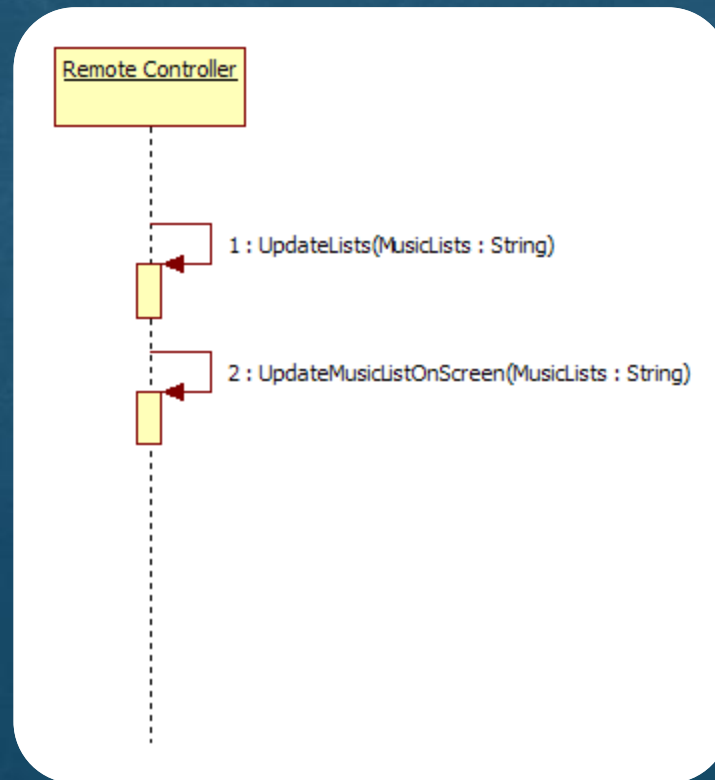 Remote Controller
1 : UpdateLists(MusicLists : String)
2 : UpdateMusicListOnScreen(MusicLists : String)